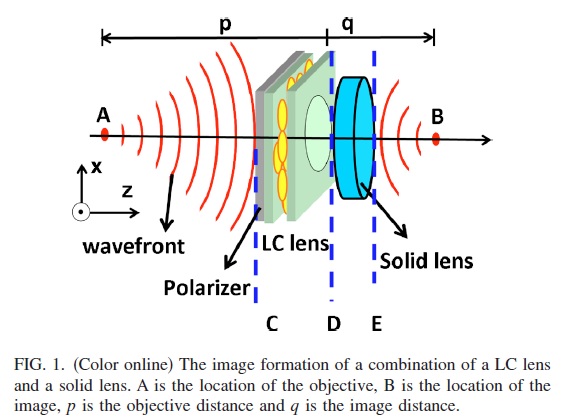 p
q
A
B
x
z
wavefront
LC lens
Solid lens
Polarizer
C
D
E
FIG. 1. (Color online) The image formation of a combination of a LC lens
and a solid lens. A is the location of the objective, B is the location of the
image, p is the objective distance and q is the image distance.